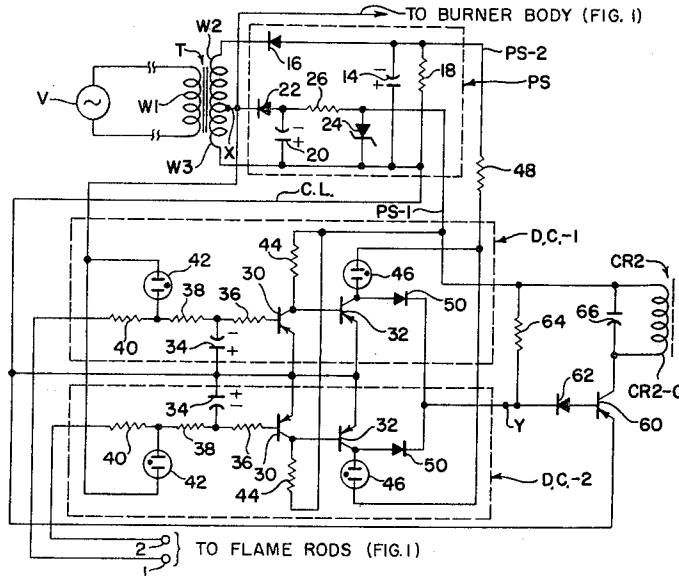 TO BURNER BODY (FIG. 1)
W2
T
PS-2
16
14
- +
18
PS
V
W1
22
26
24
- +
20
X
W3
C.L.
PS-1
48
44
D.C.-1
42
46
CR2
38
36
30
50
40
34
- +
32
64
66
62
CR2-C
34
+ -
Y
60
32
40
38
36
30
50
42
44
46
D.C.-2
2
1
TO FLAME RODS (FIG.1)